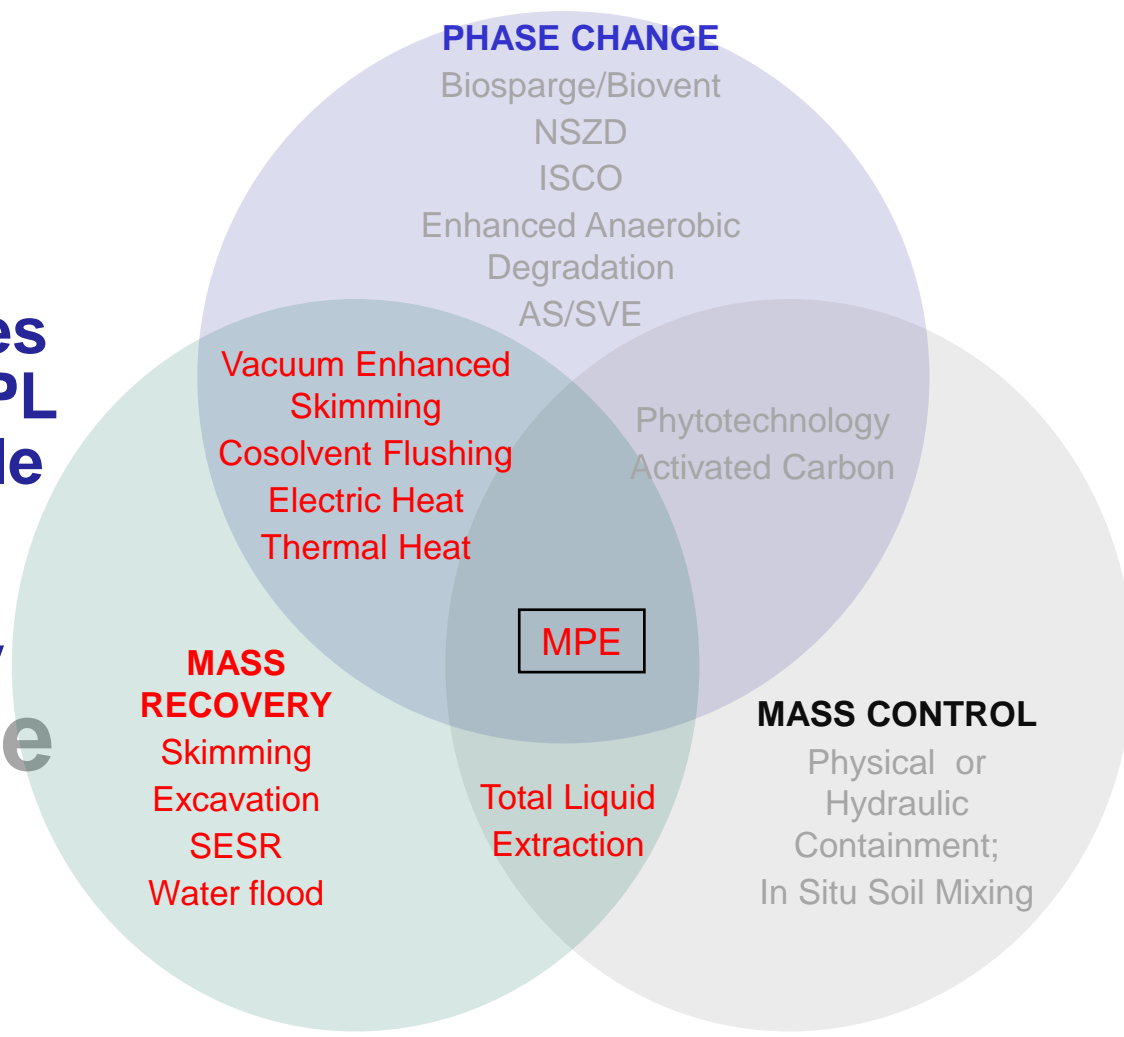 PHASE CHANGE
Biosparge/Biovent
NSZD
ISCO
Enhanced Anaerobic
Degradation
AS/SVE
Vacuum Enhanced
Skimming
Cosolvent Flushing
Electric Heat
Thermal Heat
Phytotechnology
Activated Carbon
MPE
MASS
RECOVERY
Skimming
Excavation
SESR
Water flood
Total Liquid
Extraction
MASS CONTROL
Physical or
Hydraulic
Containment;
In Situ Soil Mixing